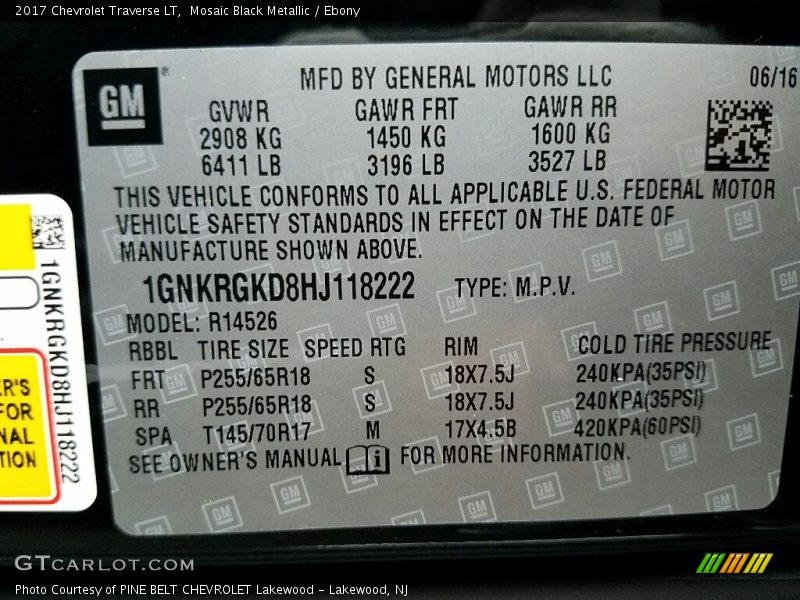 2017 Chevrolet Traverse LT, Mosaic Black Metallic / Ebony
GM®
MFD BY GENERAL MOTORS LLC 06/16
GVWR GAWR FRT GAWR RR
2908 KG 1450 KG 1600 KG
6411 LB 3196 LB 3527 LB
THIS VEHICLE CONFORMS TO ALL APPLICABLE U.S. FEDERAL MOTOR
VEHICLE SAFETY STANDARDS IN EFFECT ON THE DATE OF
MANUFACTURE SHOWN ABOVE.
1GNKRGKD8HJ118222 TYPE: M.P.V.
MODEL: R14526
RBBL TIRE SIZE SPEED RTG RIM COLD TIRE PRESSURE
FRT P255/65R18 S 18X7.5J 240KPA(35PSI)
RR P255/65R18 S 18X7.5J 240KPA(35PSI)
SPA T145/70R17 M 17X4.5B 420KPA(60PSI)
SEE OWNER'S MANUAL i FOR MORE INFORMATION.
1GNKRGKD8HJ118222
ER'S
FOR
NAL
TION
GTCARLOT.COM
Photo Courtesy of PINE BELT CHEVROLET Lakewood - Lakewood, NJ